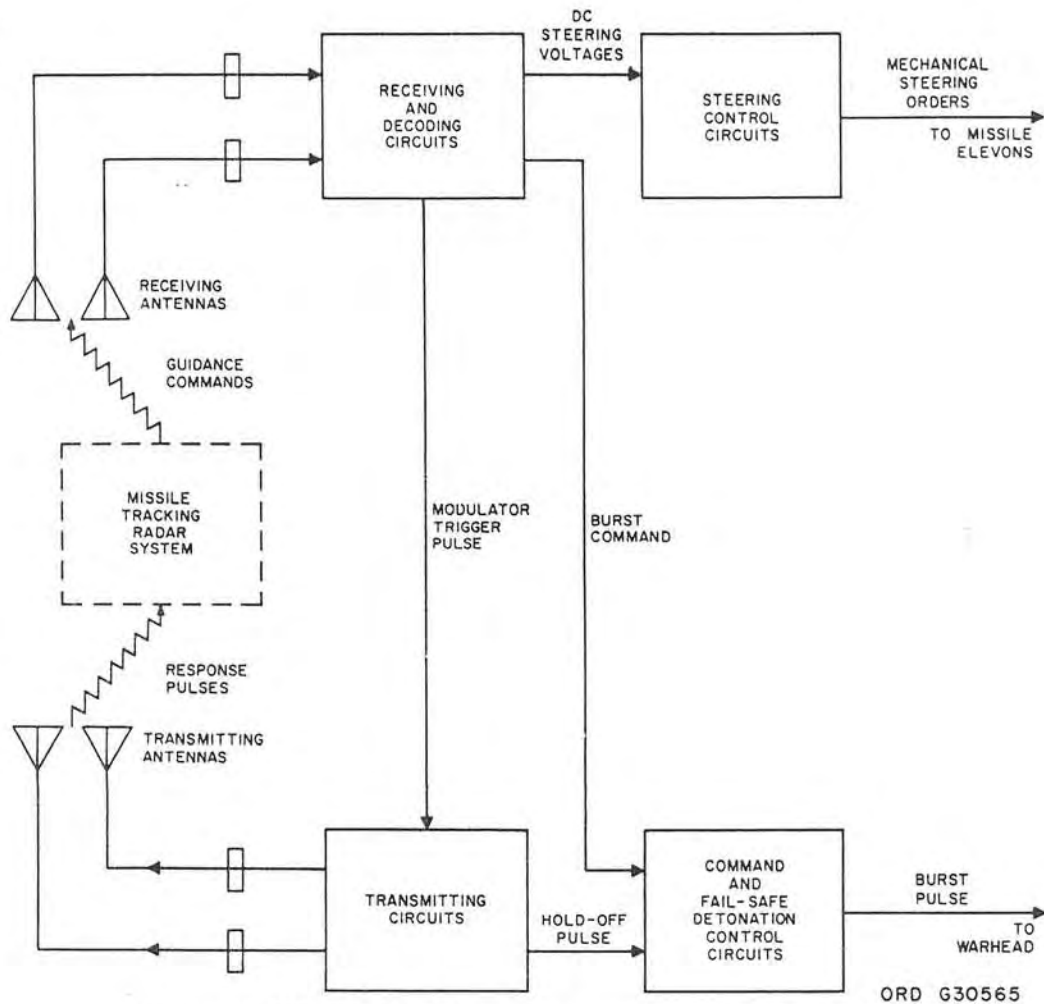 DC
STEERING
VOLTAGES
RECEIVING
AND
DECODING
CIRCUITS
STEERING
CONTROL
CIRCUITS
MECHANICAL
STEERING
ORDERS
TO MISSILE
ELEVONS
RECEIVING
ANTENNAS
GUIDANCE
COMMANDS
MISSILE
TRACKING
RADAR
SYSTEM
MODULATOR
TRIGGER
PULSE
BURST
COMMAND
RESPONSE
PULSES
TRANSMITTING
ANTENNAS
TRANSMITTING
CIRCUITS
HOLD-OFF
PULSE
COMMAND
AND
FAIL-SAFE
DETONATION
CONTROL
CIRCUITS
BURST
PULSE
TO
WARHEAD
ORD G30565